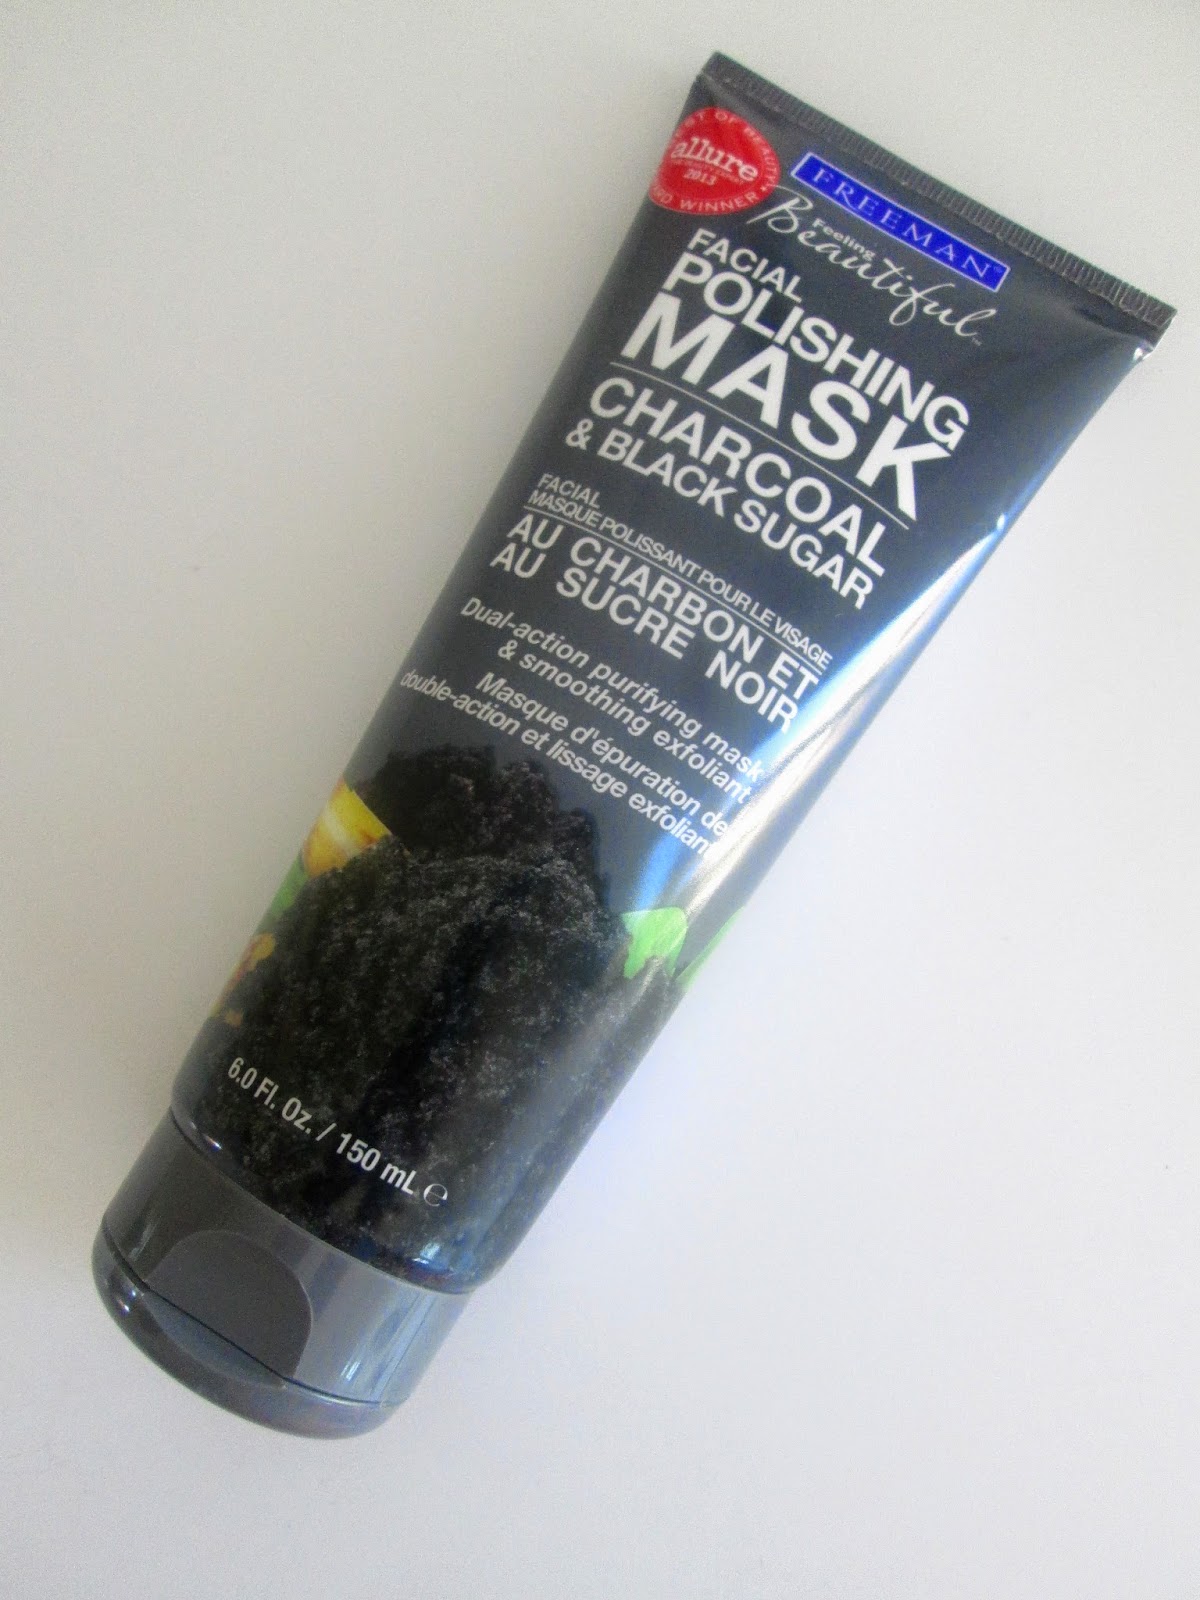 BEST OF BEAUTY
allure
2013
AWARD WINNER
FREEMAN
Feeling
Beautiful™
FACIAL
POLISHING
MASK
CHARCOAL
& BLACK SUGAR
FACIAL
MASQUE POLISSANT POUR LE VISAGE
AU CHARBON ET
AU SUCRE NOIR
Dual-action purifying mask
& smoothing exfoliant
Masque d'épuration de
double-action et lissage exfoliant
6.0 Fl. Oz. / 150 mL ℮